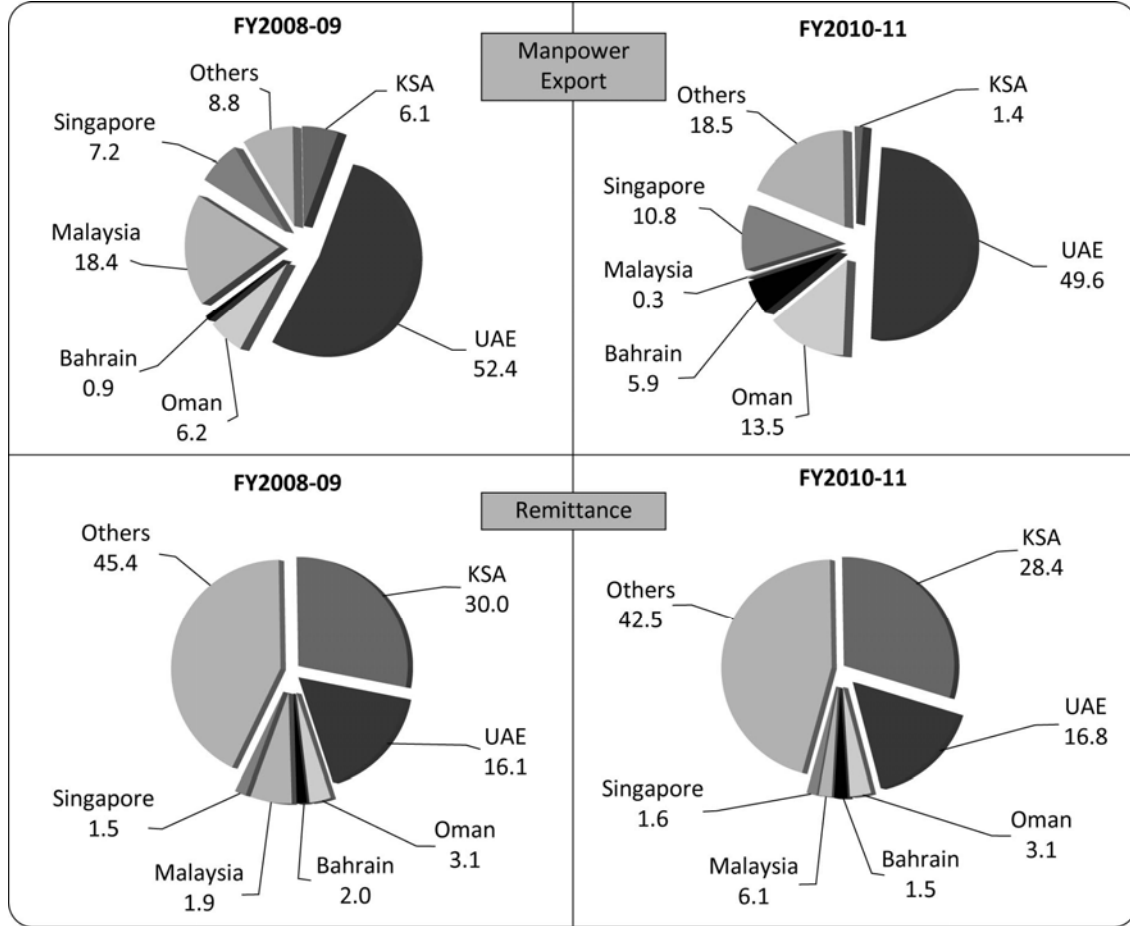 FY2008-09
Manpower
Export
FY2010-11
Others
8.8
KSA
6.1
Singapore
7.2
Malaysia
18.4
Bahrain
0.9
Oman
6.2
UAE
52.4
Others
18.5
KSA
1.4
Singapore
10.8
Malaysia
0.3
Bahrain
5.9
Oman
13.5
UAE
49.6
FY2008-09
Remittance
FY2010-11
Others
45.4
KSA
30.0
UAE
16.1
Singapore
1.5
Malaysia
1.9
Bahrain
2.0
Oman
3.1
Others
42.5
KSA
28.4
UAE
16.8
Singapore
1.6
Malaysia
6.1
Bahrain
1.5
Oman
3.1